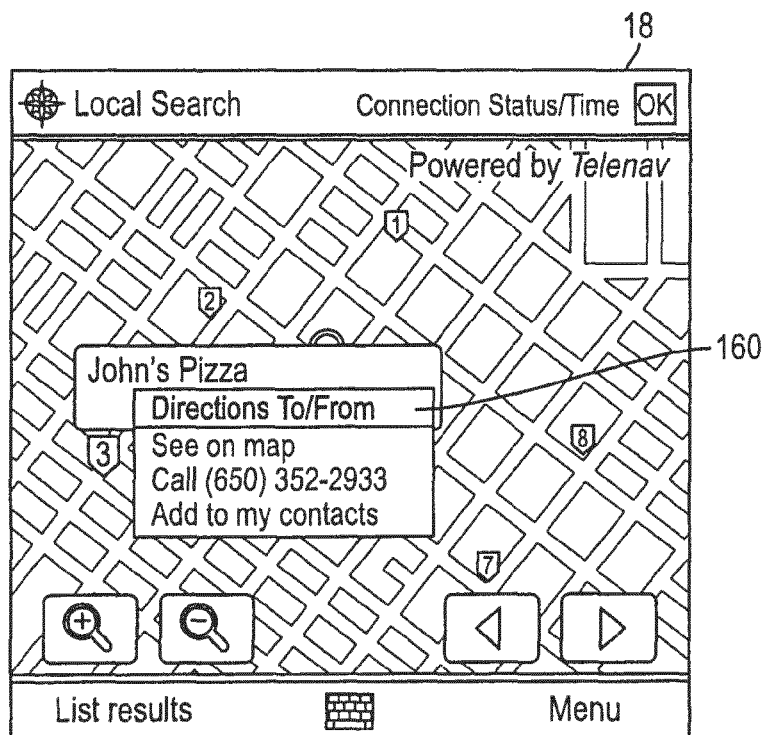 18
Local Search Connection Status/Time OK
Powered by Telenav
1
2
John's Pizza
160
Directions To/From
3
See on map
8
Call (650) 352-2933
Add to my contacts
7
List results Menu